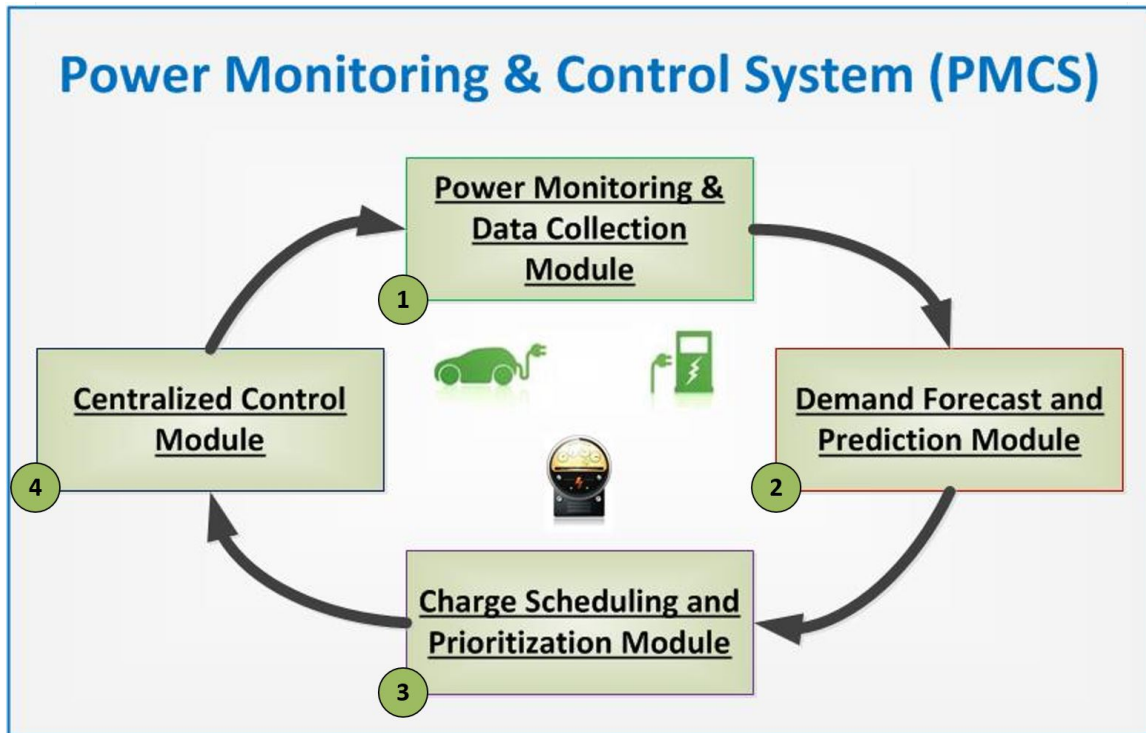 Power Monitoring & Control System (PMCS)
Power Monitoring &
Data Collection
Module
1
Centralized Control
Module
4
Demand Forecast and
Prediction Module
2
Charge Scheduling and
Prioritization Module
3